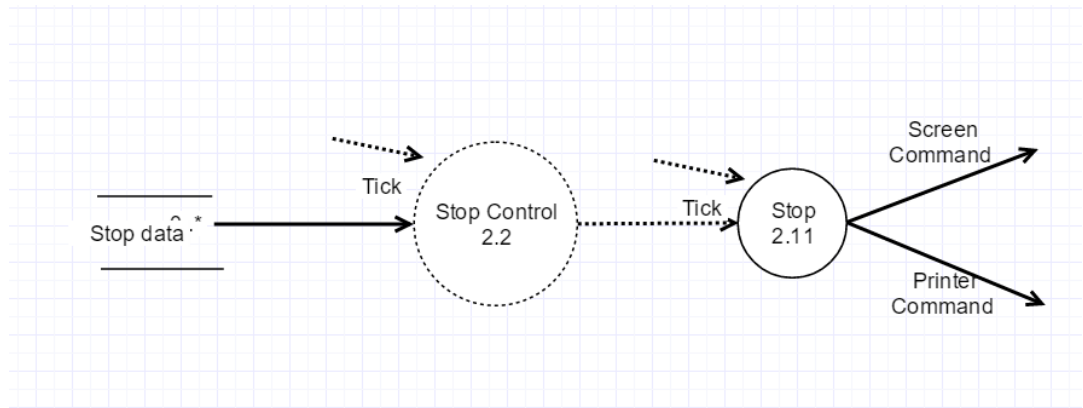 Tick
Stop data
Stop Control
2.2
Tick
Stop
2.11
Screen
Command
Printer
Command